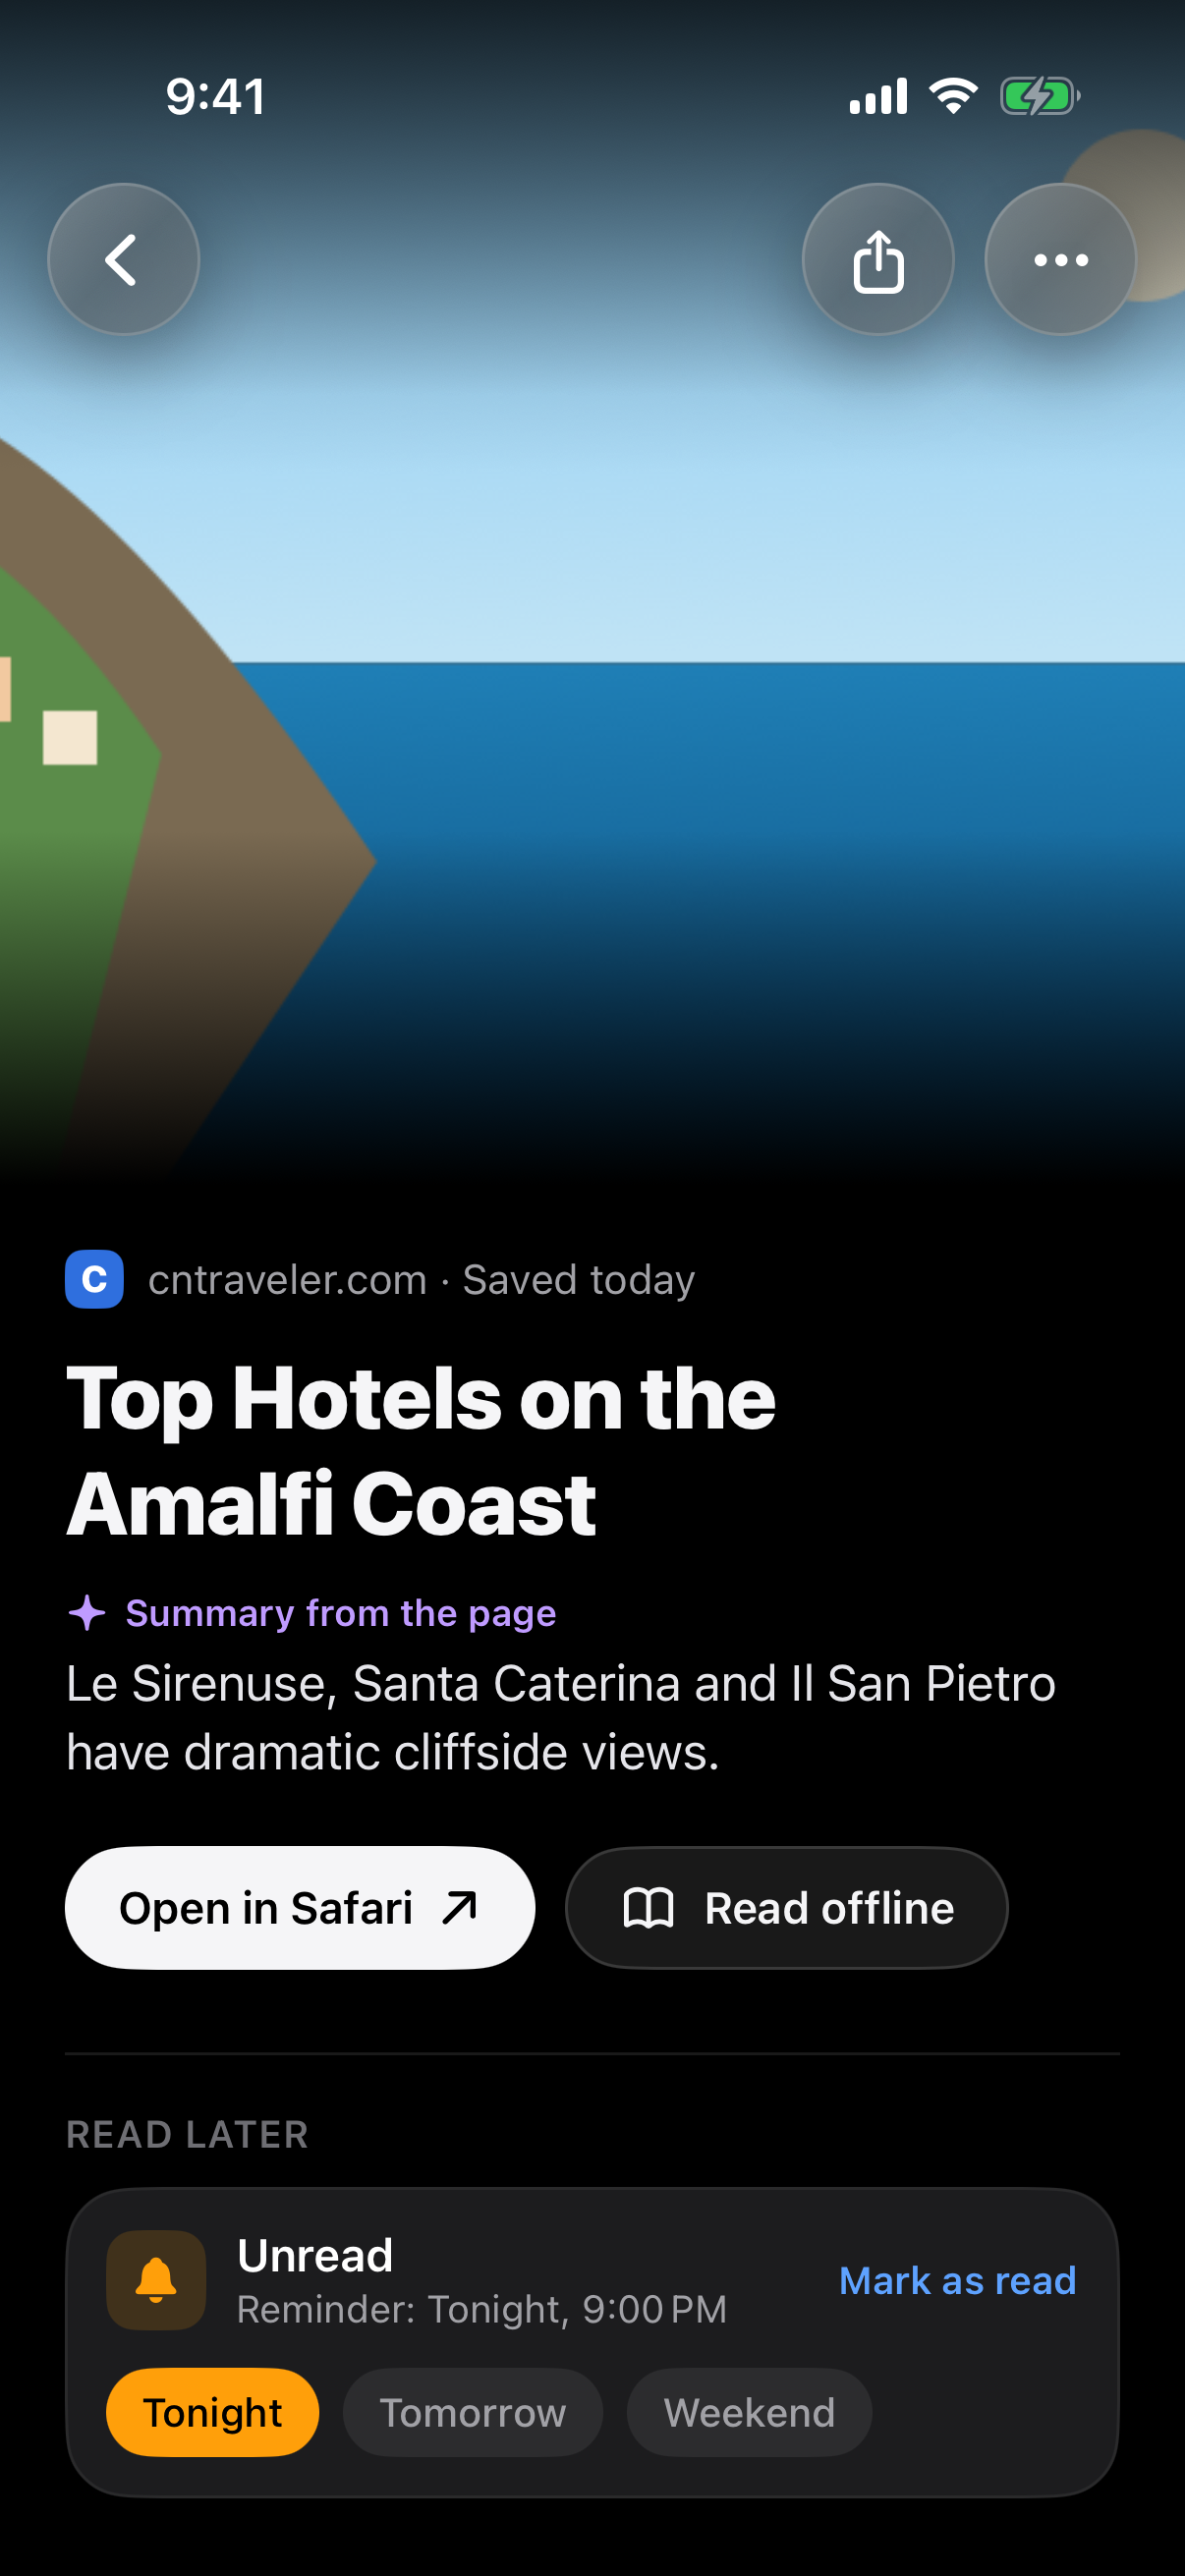 9:41
C cntraveler.com · Saved today
Top Hotels on the
Amalfi Coast
Summary from the page
Le Sirenuse, Santa Caterina and Il San Pietro
have dramatic cliffside views.
Open in Safari
Read offline
READ LATER
Unread
Reminder: Tonight, 9:00 PM
Mark as read
Tonight
Tomorrow
Weekend